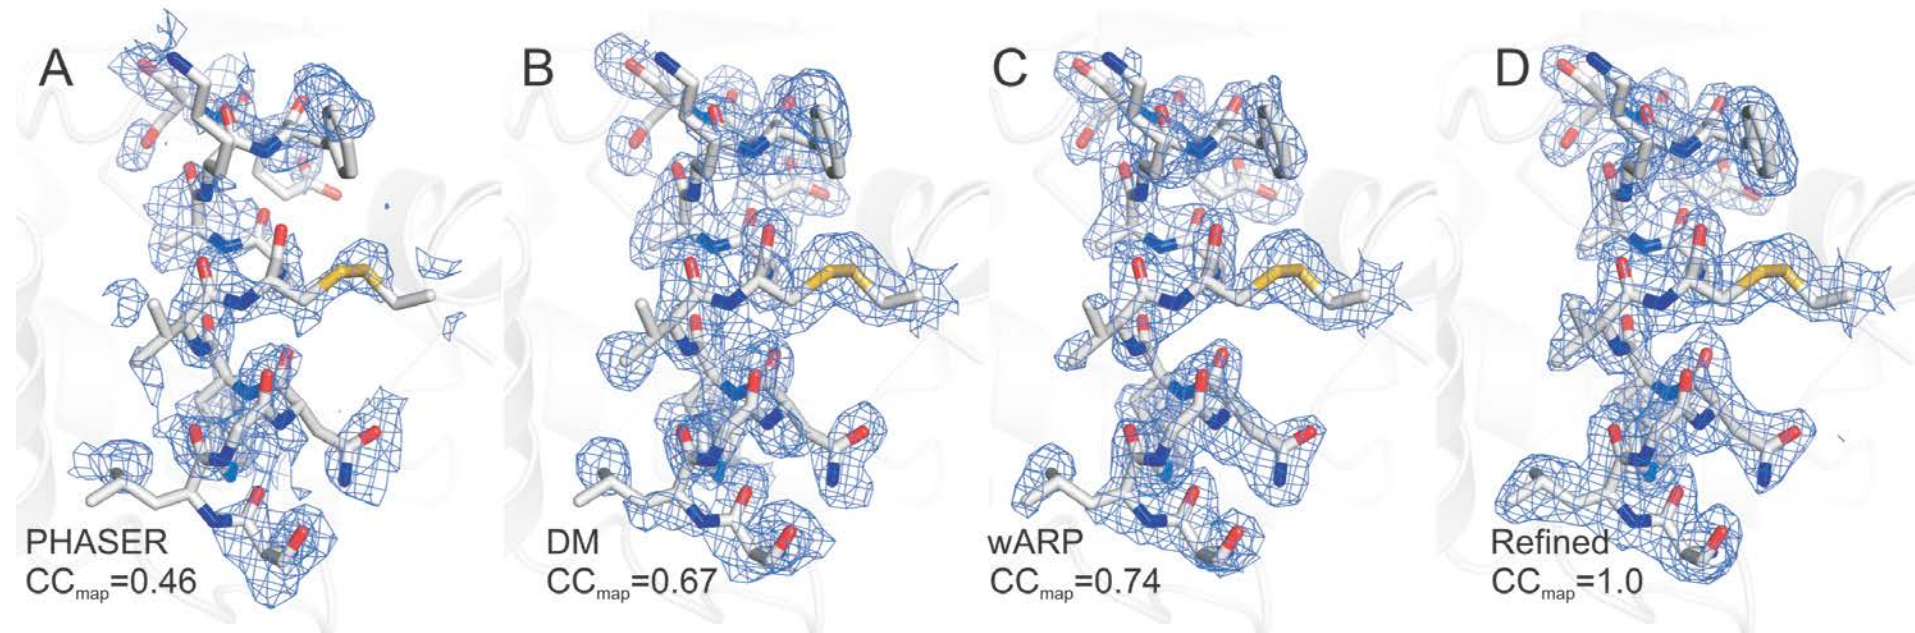 A
B
C
D
PHASER
CCmap=0.46
DM
CCmap=0.67
wARP
CCmap=0.74
Refined
CCmap=1.0